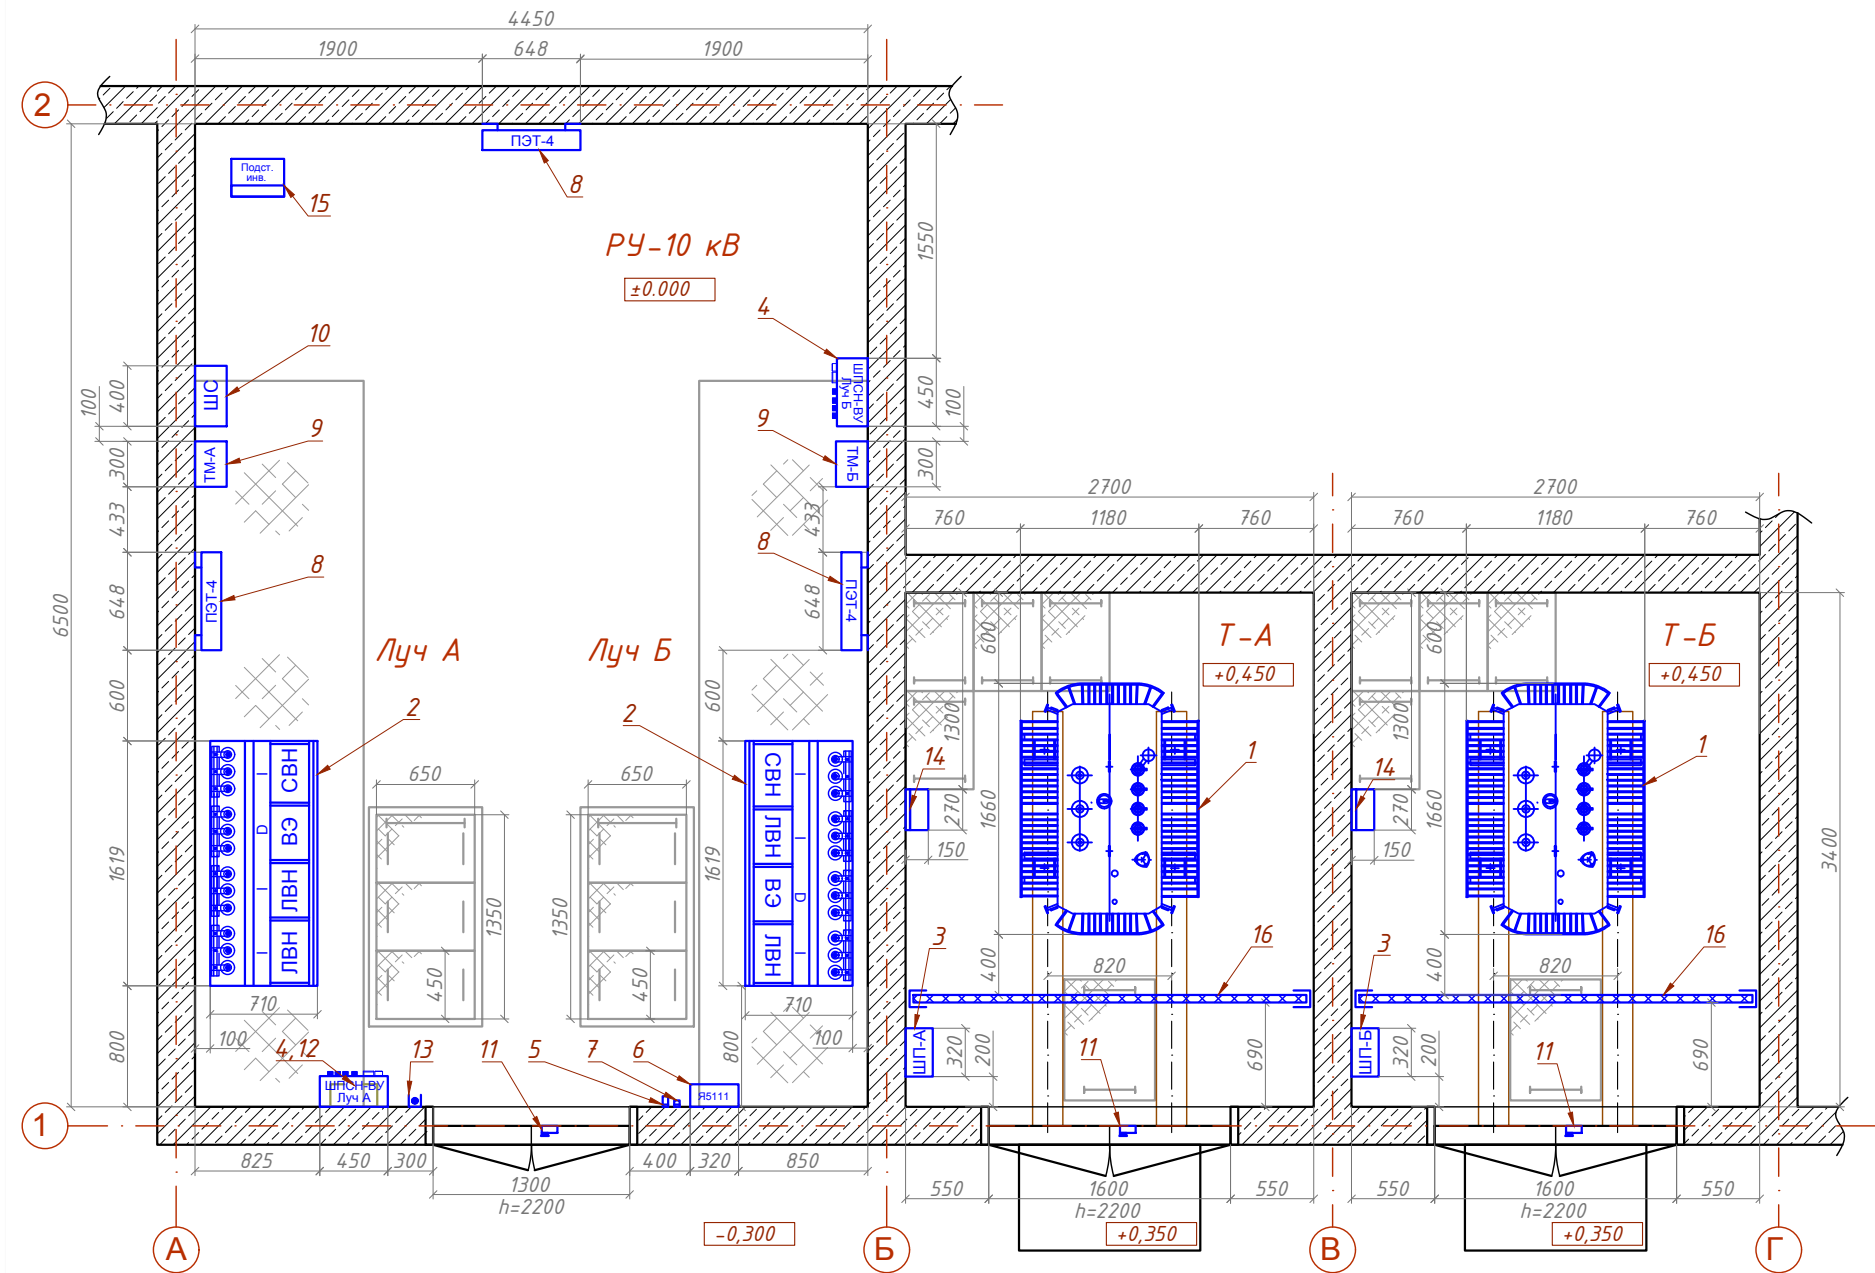 4450
1900
648
1900
2
ПЭТ-4
8
Подст.
инв.
15
РУ-10 кВ
±0.000
1550
4
10
ШС
400
100
ШПСН-ВУ
Луч Б
450
100
9
ТМ-А
300
9
ТМ-Б
300
6500
433
433
2700
760
1180
760
2700
760
1180
760
8
ПЭТ-4
648
8
ПЭТ-4
648
Луч А
Луч Б
600
600
Т-А
+0,450
600
Т-Б
+0,450
600
2
2
1300
1
1300
1
14
14
СВН
ВЭ
ЛВН
ЛВН
I
D
I
I
650
650
СВН
ЛВН
ВЭ
ЛВН
I
I
D
I
1619
1350
450
1350
450
1619
270
150
1660
270
150
1660
3400
3
400
820
16
3
400
820
16
710
100
710
100
800
800
4,12
ШПСН-ВУ
Луч А
13
11
5
7
6
Я5111
ШП-А
320
200
11
690
ШП-Б
320
200
11
690
1
825
450
300
1300
h=2200
400
320
850
550
1600
h=2200
550
550
1600
h=2200
550
-0,300
+0,350
+0,350
А
Б
В
Г